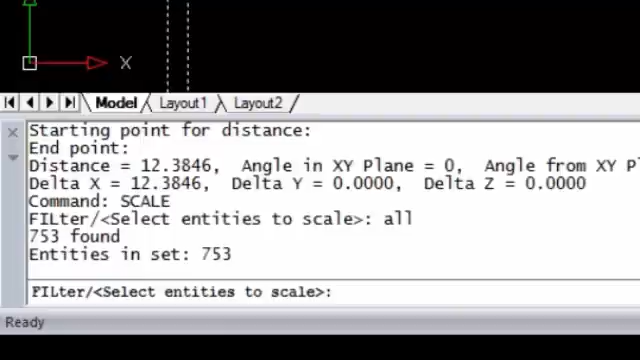 X
Model Layout1 Layout2
Starting point for distance:
End point:
Distance = 12.3846, Angle in XY Plane = 0, Angle from XY
Delta X = 12.3846, Delta Y = 0.0000, Delta Z = 0.0000
Command: SCALE
FILter/<Select entities to scale>: all
753 found
Entities in set: 753
FILter/<Select entities to scale>:
Ready